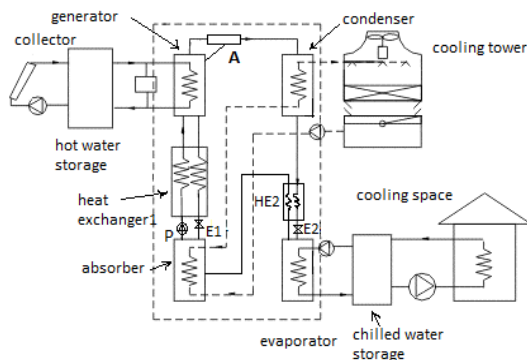 generator
condenser
collector
A
cooling tower
hot water
storage
heat
exchanger1
HE2
cooling space
P
E1
E2
absorber
evaporator
chilled water
storage